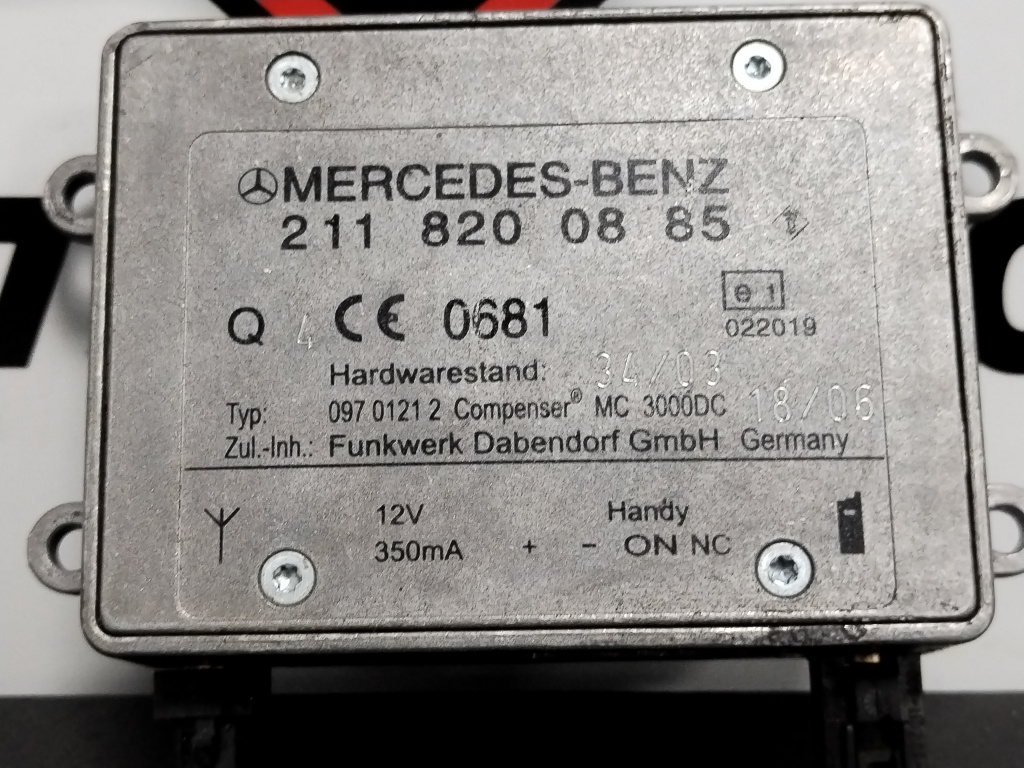 MERCEDES-BENZ
211 820 08 85
Q 4 CE 0681
e 1
022019
Hardwarestand: 34/03
Typ: 097 0121 2 Compenser® MC 3000DC 18/06
Zul.-Inh.: Funkwerk Dabendorf GmbH Germany
12V Handy
350mA + - ON NC